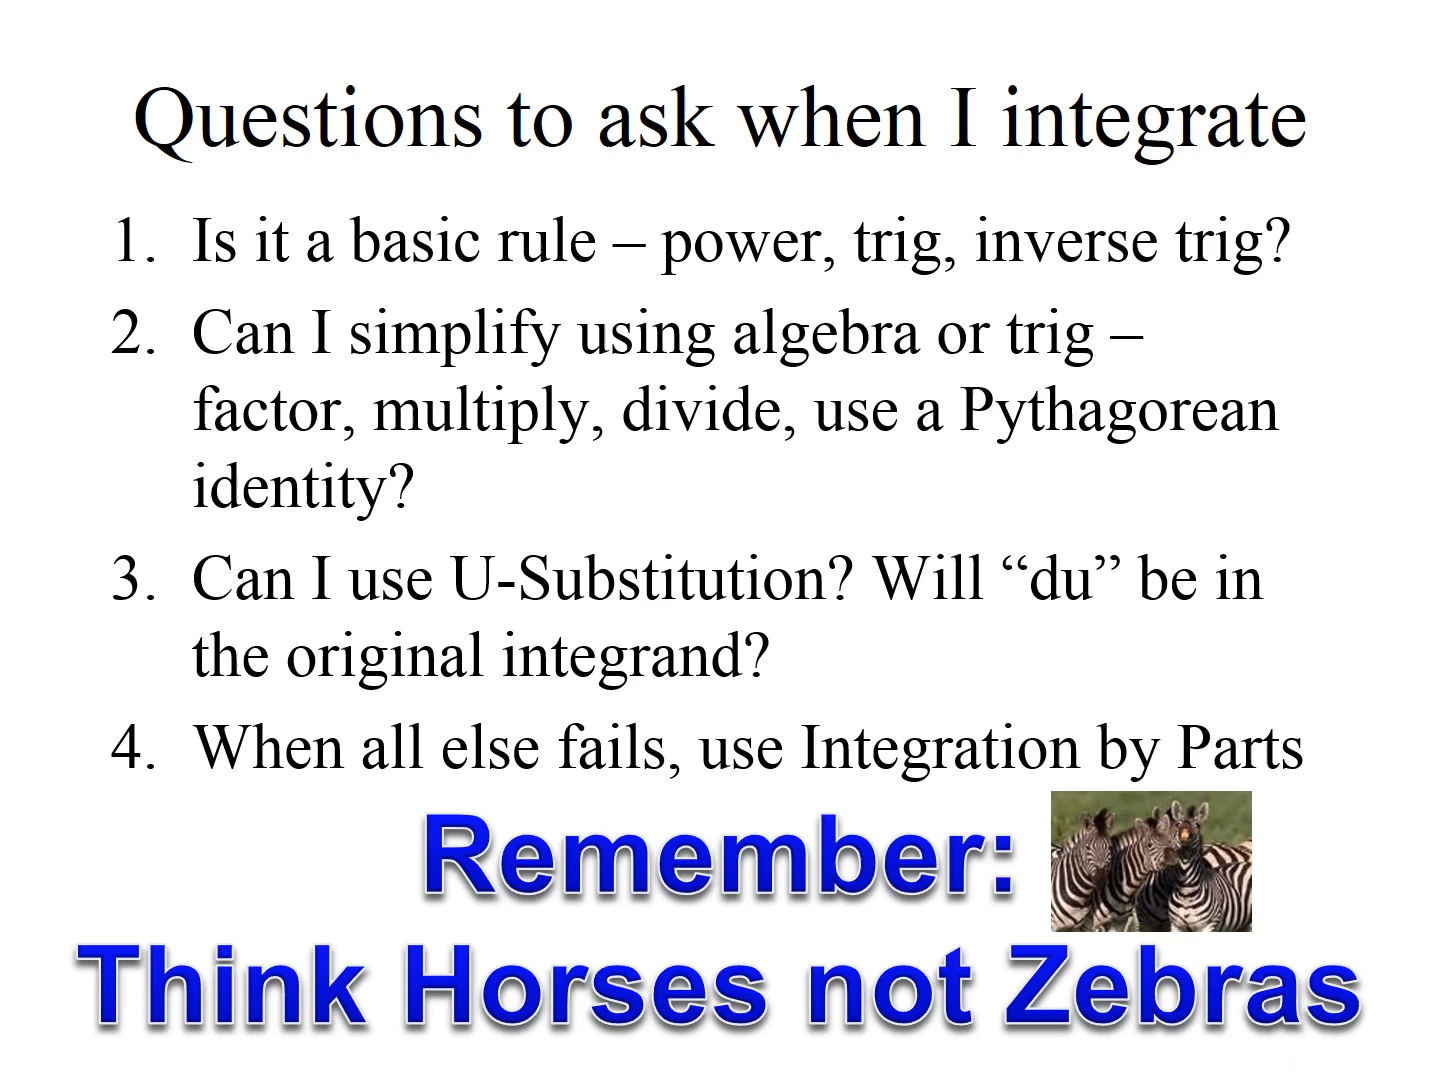 Questions to ask when I integrate
1. Is it a basic rule – power, trig, inverse trig?
2. Can I simplify using algebra or trig –
factor, multiply, divide, use a Pythagorean
identity?
3. Can I use U-Substitution? Will “du” be in
the original integrand?
4. When all else fails, use Integration by Parts
Remember:
Think Horses not Zebras